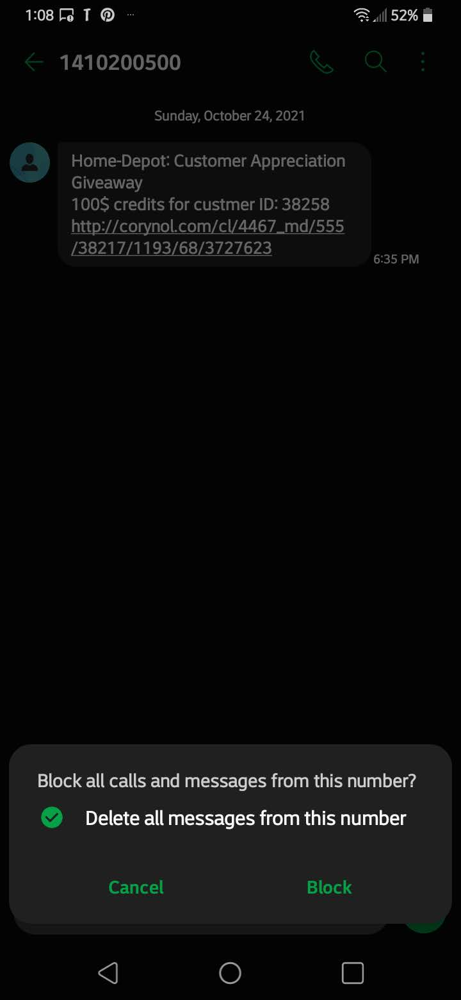 1:08 52%
1410200500
Sunday, October 24, 2021
Home-Depot: Customer Appreciation
Giveaway
100$ credits for custmer ID: 38258
http://corynol.com/cl/4467_md/555
/38217/1193/68/3727623
6:35 PM
Block all calls and messages from this number?
Delete all messages from this number
Cancel Block